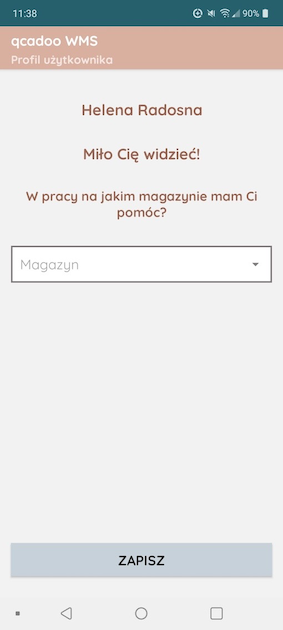 11:38
90%
qcadoo WMS
Profil użytkownika
Helena Radosna
Miło Cię widzieć!
W pracy na jakim magazynie mam Ci
pomóc?
Magazyn
ZAPISZ